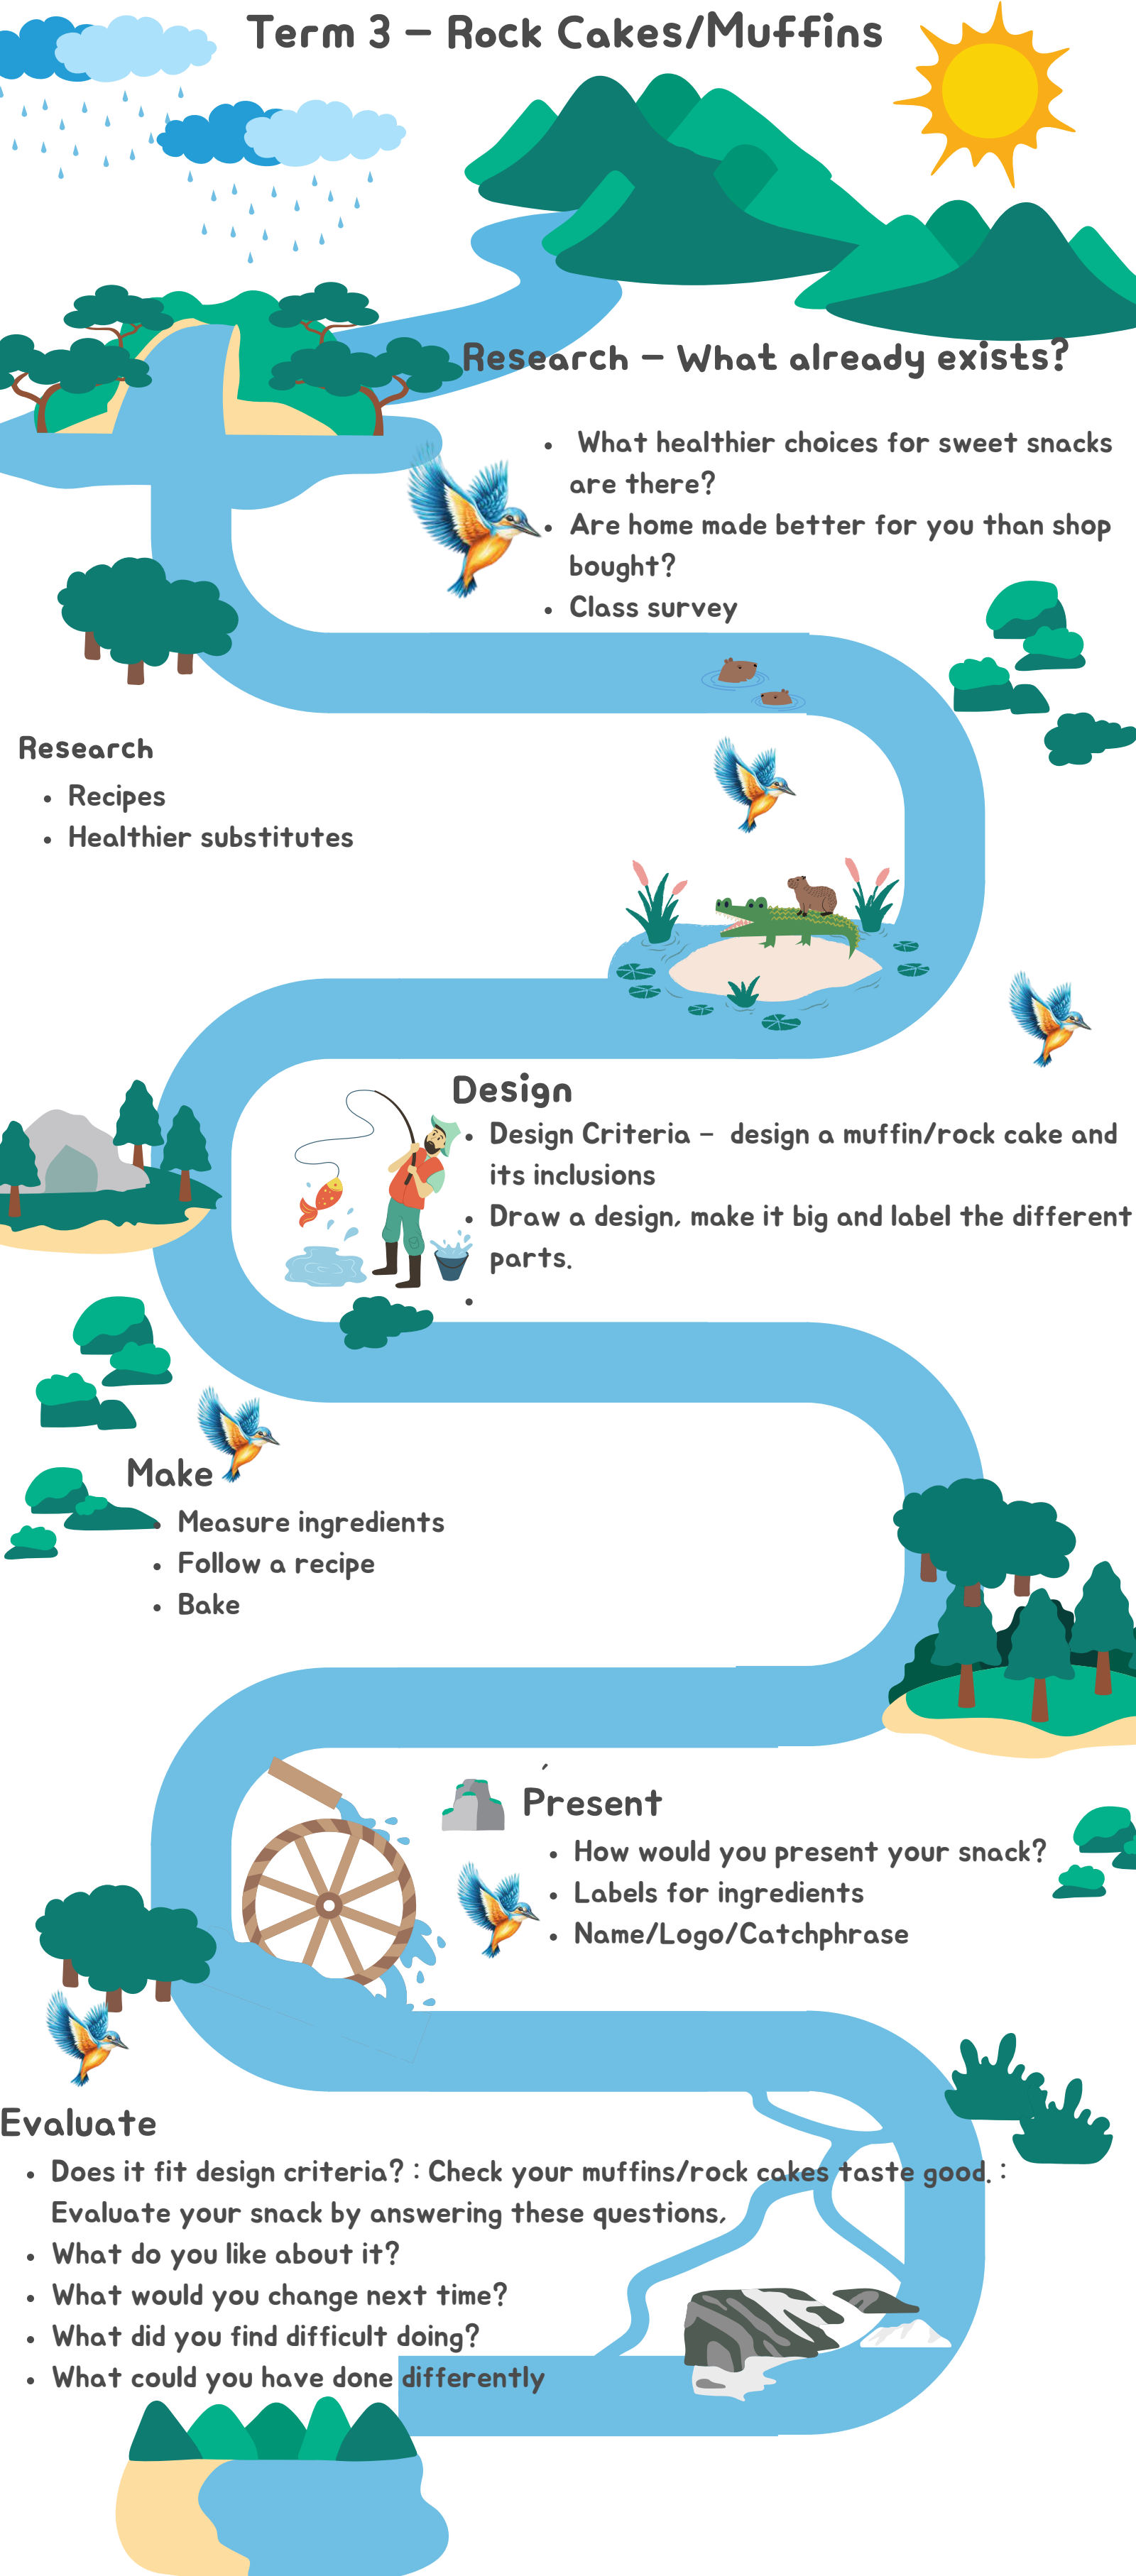 Term 3 – Rock Cakes/Muffins
Research – What already exists?
• What healthier choices for sweet snacks
are there?
• Are home made better for you than shop
bought?
• Class survey
Research
• Recipes
• Healthier substitutes
Design
• Design Criteria – design a muffin/rock cake and
its inclusions
• Draw a design, make it big and label the different
parts.
•
Make
• Measure ingredients
• Follow a recipe
• Bake
,
Present
• How would you present your snack?
• Labels for ingredients
• Name/Logo/Catchphrase
Evaluate
• Does it fit design criteria? : Check your muffins/rock cakes taste good. :
Evaluate your snack by answering these questions,
• What do you like about it?
• What would you change next time?
• What did you find difficult doing?
• What could you have done differently